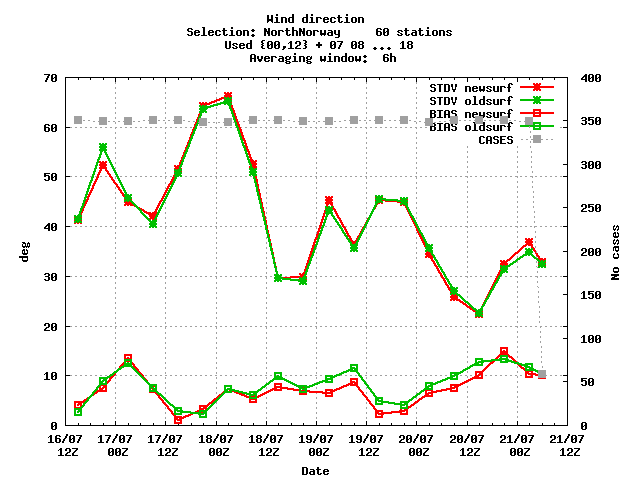 Wind direction
Selection: NorthNorway     60 stations
Used {00,12} + 07 08 ... 18
Averaging window:  6h
70 400
STDV newsurf
STDV oldsurf
BIAS newsurf
BIAS oldsurf
CASES
60 350
50 300
40 250
deg
No cases
30 200
20 150
10 100
50
0 0
16/07 17/07 17/07 18/07 18/07 19/07 19/07 20/07 20/07 21/07 21/07
12Z 00Z 12Z 00Z 12Z 00Z 12Z 00Z 12Z 00Z 12Z
Date